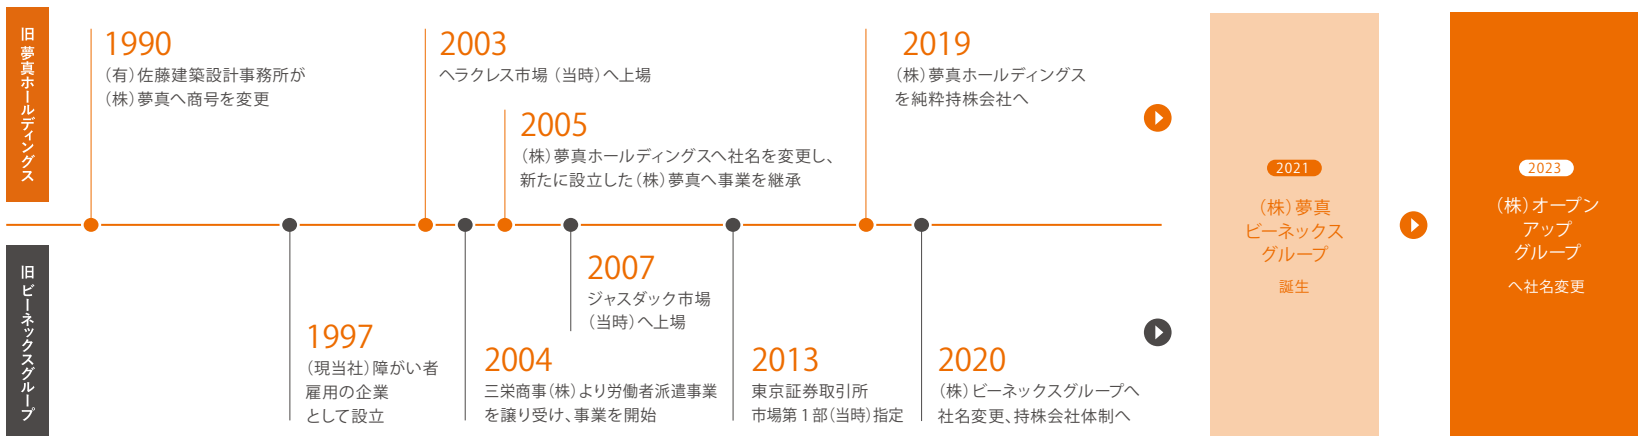 旧 夢真ホールディングス
1990
(有)佐藤建築設計事務所が
(株)夢真へ商号を変更
2003
ヘラクレス市場(当時)へ上場
2005
(株)夢真ホールディングスへ社名を変更し、
新たに設立した(株)夢真へ事業を継承
2019
(株)夢真ホールディングス
を純粋持株会社へ
旧 ビーネックスグループ
1997
(現当社)障がい者
雇用の企業
として設立
2004
三栄商事(株)より労働者派遣事業
を譲り受け、事業を開始
2007
ジャスダック市場
(当時)へ上場
2013
東京証券取引所
市場第1部(当時)指定
2020
(株)ビーネックスグループへ
社名変更、持株会社体制へ
2021
(株)夢真
ビーネックス
グループ
誕生
2023
(株)オープン
アップ
グループ
へ社名変更